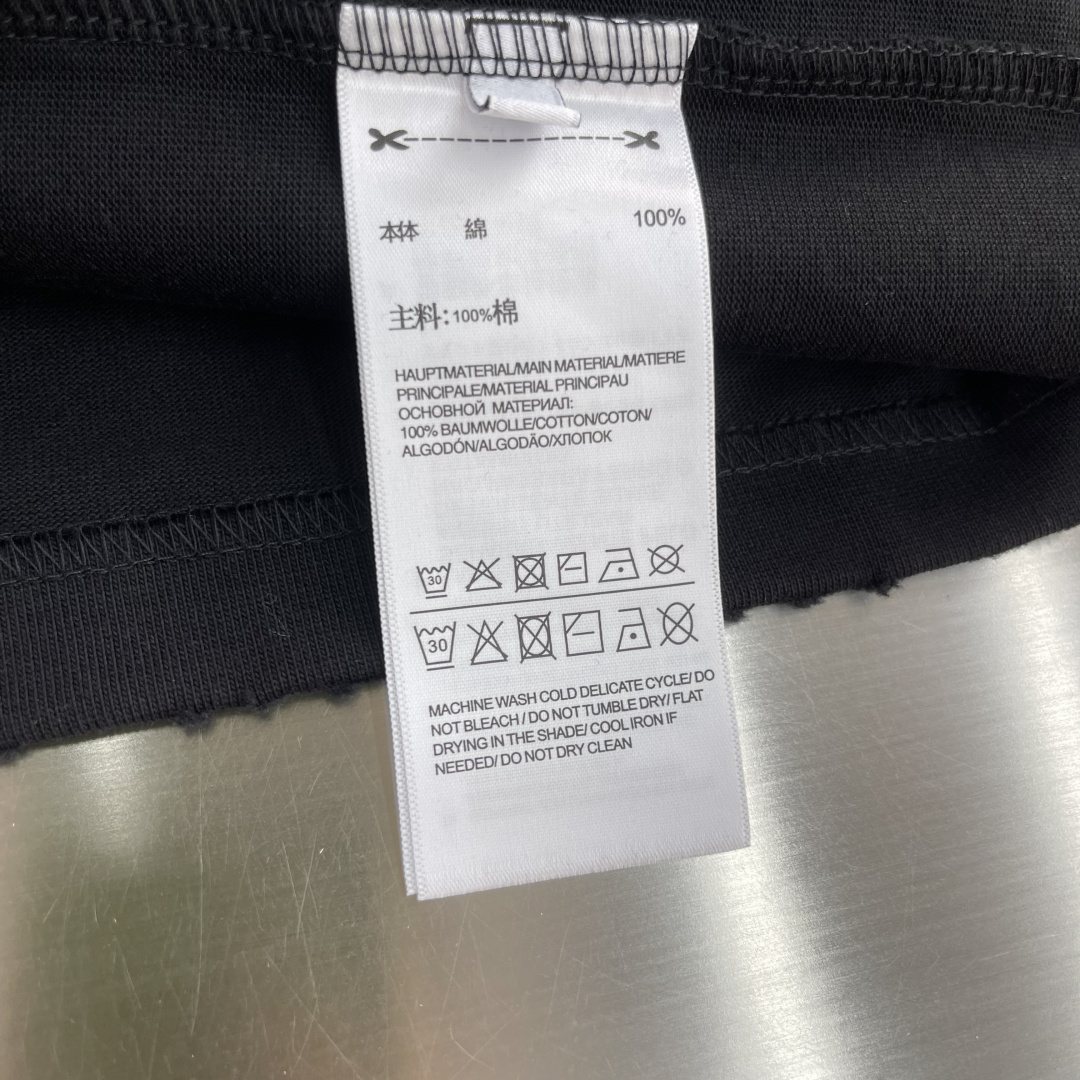 本体 綿 100%
主料:100%棉
HAUPTMATERIAL/MAIN MATERIAL/MATIERE
PRINCIPALE/MATERIAL PRINCIPAU
ОСНОВНОЙ МАТЕРИАЛ:
100% BAUMWOLLE/COTTON/COTON/
ALGODÓN/ALGODÃO/ХЛОПОК
30
30
MACHINE WASH COLD DELICATE CYCLE/ DO
NOT BLEACH / DO NOT TUMBLE DRY/ FLAT
DRYING IN THE SHADE/ COOL IRON IF
NEEDED/ DO NOT DRY CLEAN